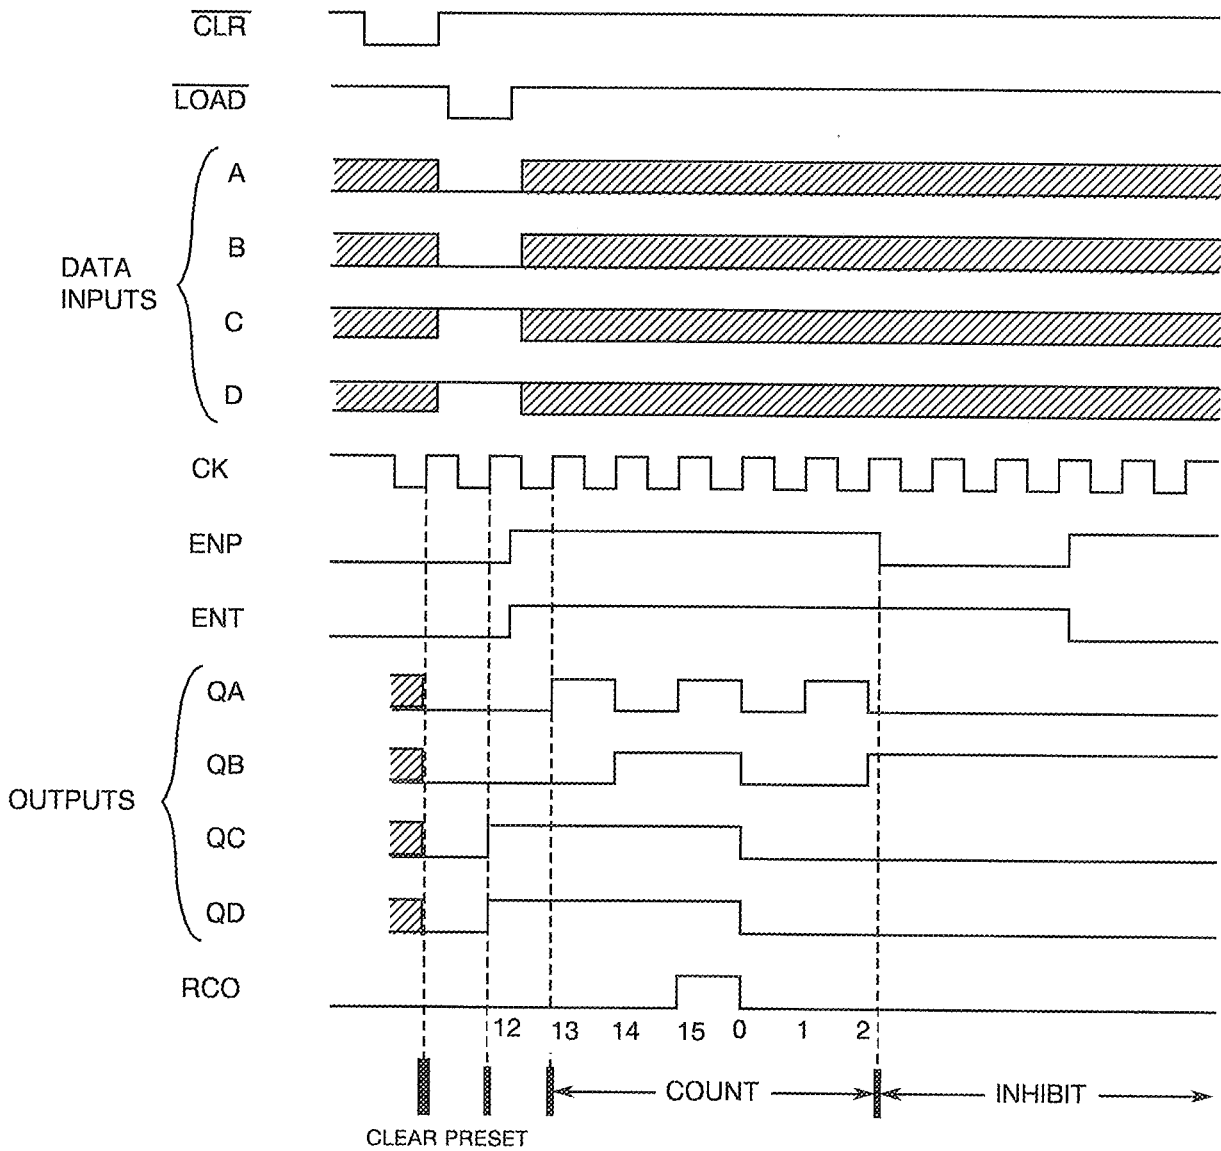 CLR
LOAD
A
B
DATA
INPUTS
C
D
CK
ENP
ENT
QA
QB
OUTPUTS
QC
QD
RCO
12 13 14 15 0 1 2
COUNT INHIBIT
CLEAR PRESET